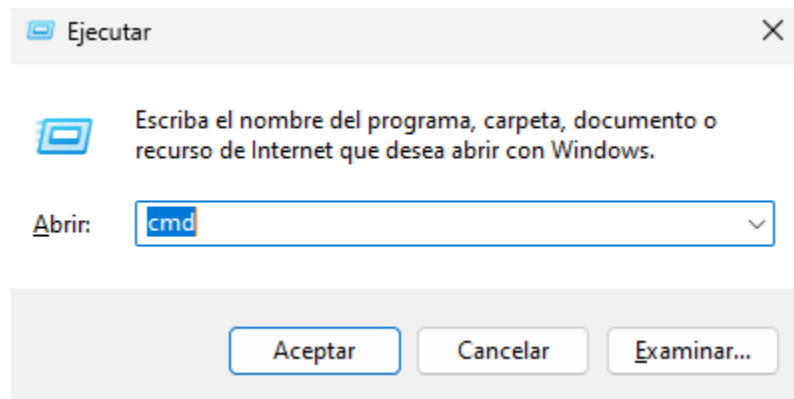 Ejecutar
Escriba el nombre del programa, carpeta, documento o
recurso de Internet que desea abrir con Windows.
Abrir:
cmd
Aceptar
Cancelar
Examinar...